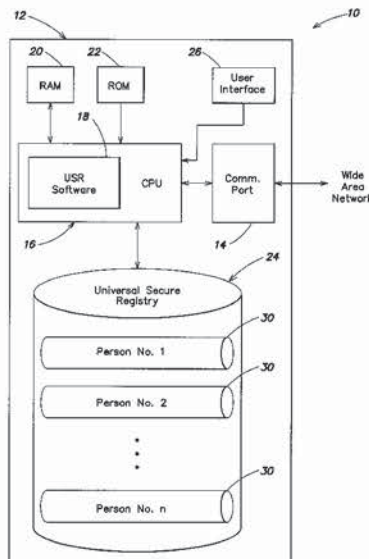 12
10
20
22
26
RAM
ROM
User
Interface
18
USR
Software
CPU
Comm.
Port
Wide
Area
Network
16
14
24
Universal Secure
Registry
30
Person No. 1
30
Person No. 2
30
Person No. n